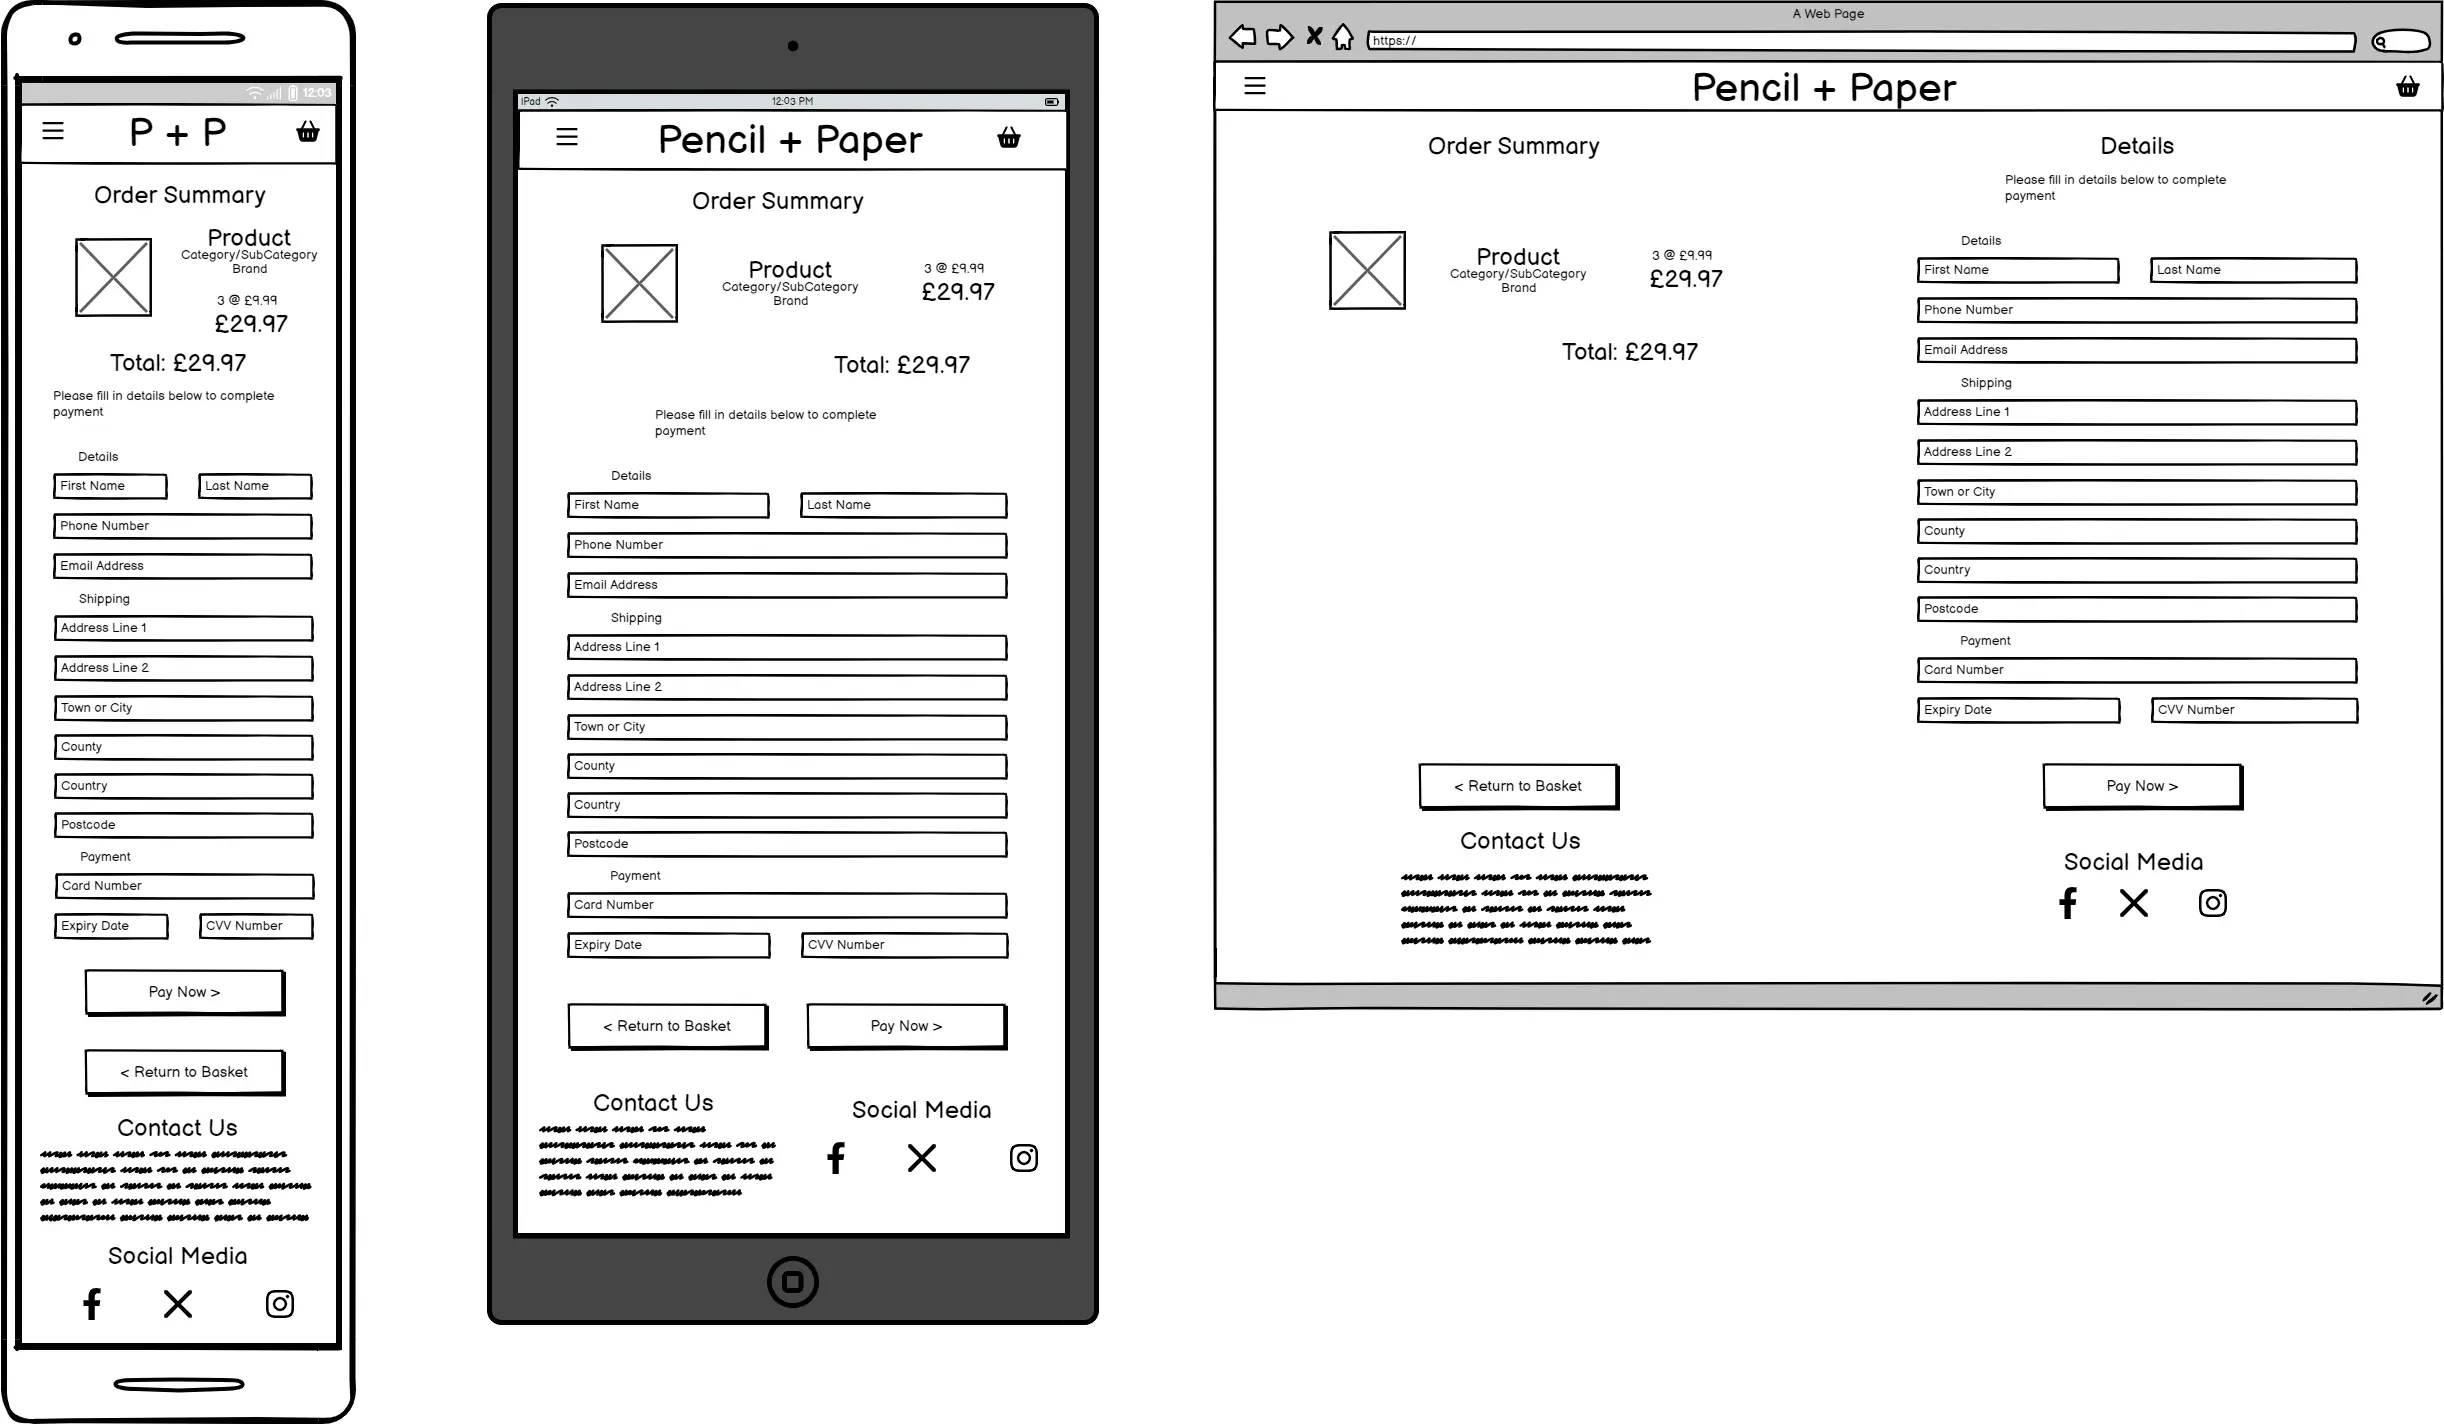 12:03
P + P
Order Summary
Product
Category/SubCategory
Brand
3 @ £9.99
£29.97
Total: £29.97
Please fill in details below to complete
payment
Details
First Name
Last Name
Phone Number
Email Address
Shipping
Address Line 1
Address Line 2
Town or City
County
Country
Postcode
Payment
Card Number
Expiry Date
CVV Number
Pay Now >
< Return to Basket
Contact Us
Social Media
iPad
12:03 PM
Pencil + Paper
Order Summary
Product
Category/SubCategory
Brand
3 @ £9.99
£29.97
Total: £29.97
Please fill in details below to complete
payment
Details
First Name
Last Name
Phone Number
Email Address
Shipping
Address Line 1
Address Line 2
Town or City
County
Country
Postcode
Payment
Card Number
Expiry Date
CVV Number
< Return to Basket
Pay Now >
Contact Us
Social Media
A Web Page
https://
Pencil + Paper
Order Summary
Product
Category/SubCategory
Brand
3 @ £9.99
£29.97
Total: £29.97
< Return to Basket
Contact Us
Details
Please fill in details below to complete
payment
Details
First Name
Last Name
Phone Number
Email Address
Shipping
Address Line 1
Address Line 2
Town or City
County
Country
Postcode
Payment
Card Number
Expiry Date
CVV Number
Pay Now >
Social Media